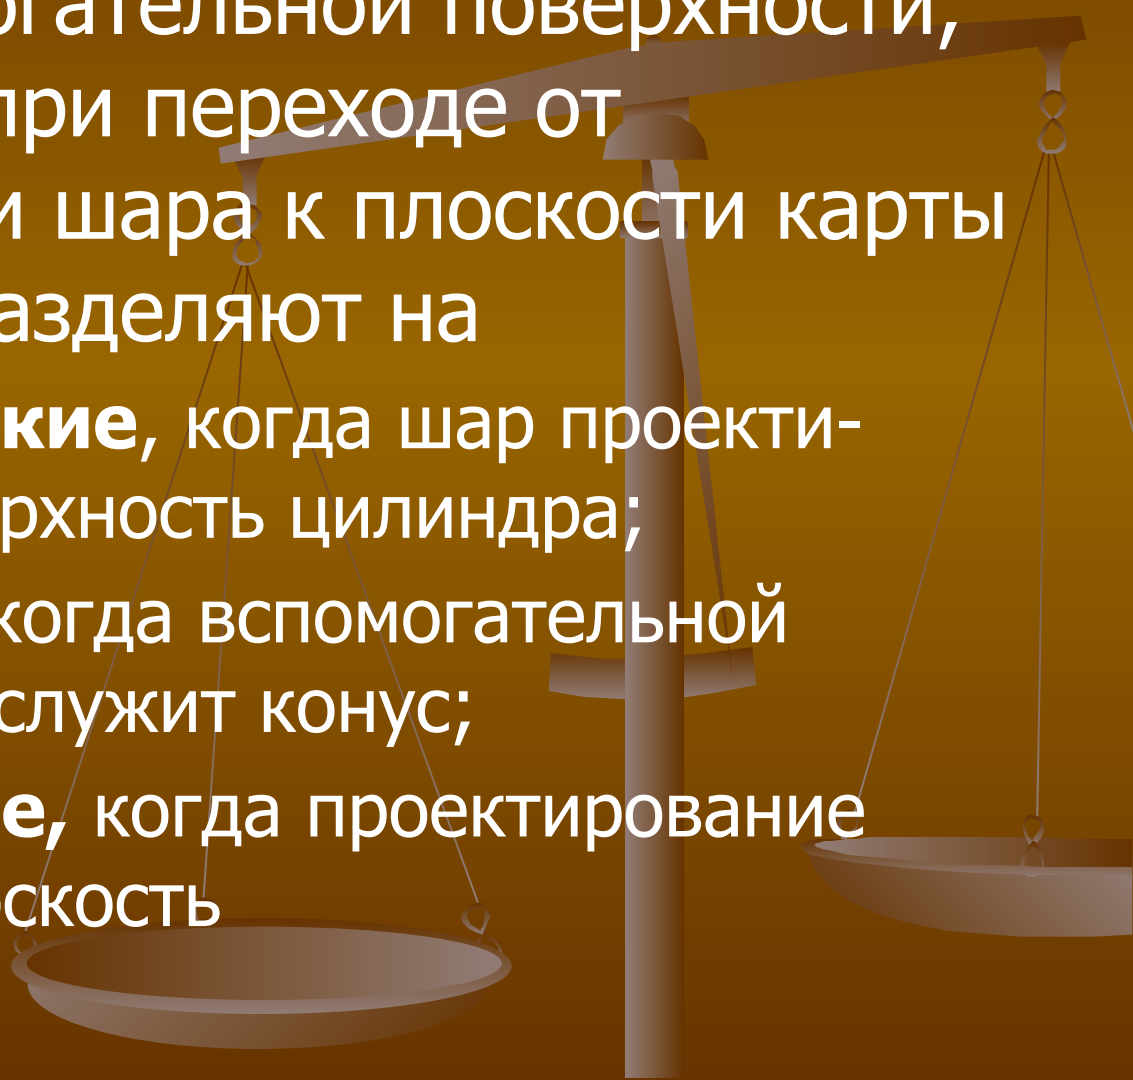 огательной поверхности,
при переходе от
и шара к плоскости карты
азделяют на
кие, когда шар проекти-
рхность цилиндра;
когда вспомогательной
служит конус;
е, когда проектирование
оскость